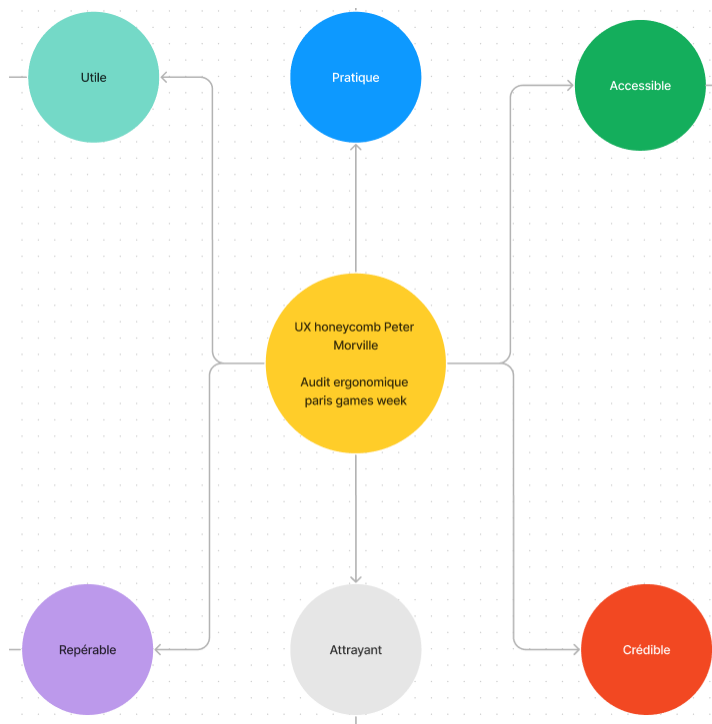 Utile
Pratique
Accessible
UX honeycomb Peter
Morville
Audit ergonomique
paris games week
Repérable
Attrayant
Crédible